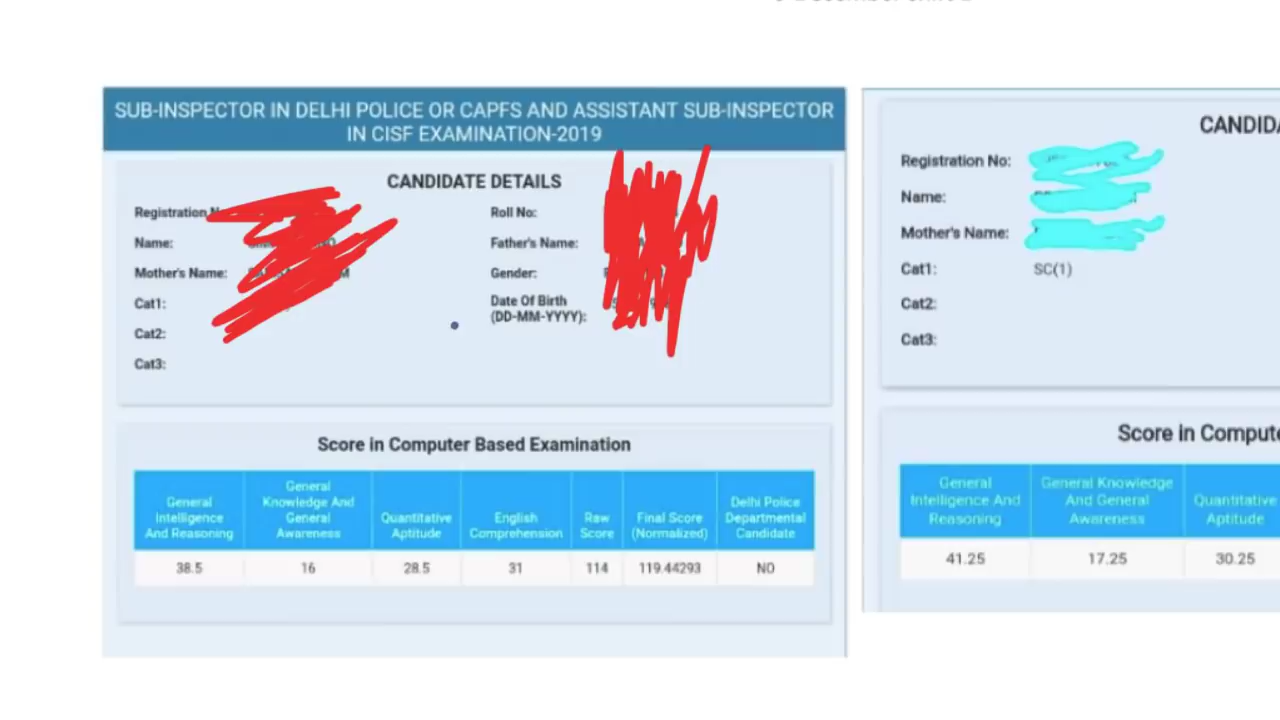 SUB-INSPECTOR IN DELHI POLICE OR CAPFS AND ASSISTANT SUB-INSPECTOR
IN CISF EXAMINATION-2019
CANDIDATE DETAILS
Registration
Roll No:
Name:
Father's Name:
Mother's Name:
Gender:
Cat1:
Date Of Birth
(DD-MM-YYYY):
Cat2:
Cat3:
Score in Computer Based Examination
General
Intelligence
And Reasoning
General
Knowledge And
General
Awareness
Quantitative
Aptitude
English
Comprehension
Raw
Score
Final Score
(Normalized)
Delhi Police
Departmental
Candidate
38.5 16 28.5 31 114 119.44293 NO
CANDIDA
Registration No:
Name:
Mother's Name:
Cat1: SC(1)
Cat2:
Cat3:
Score in Compute
General
Intelligence And
Reasoning
General Knowledge
And General
Awareness
Quantitative
Aptitude
41.25 17.25 30.25